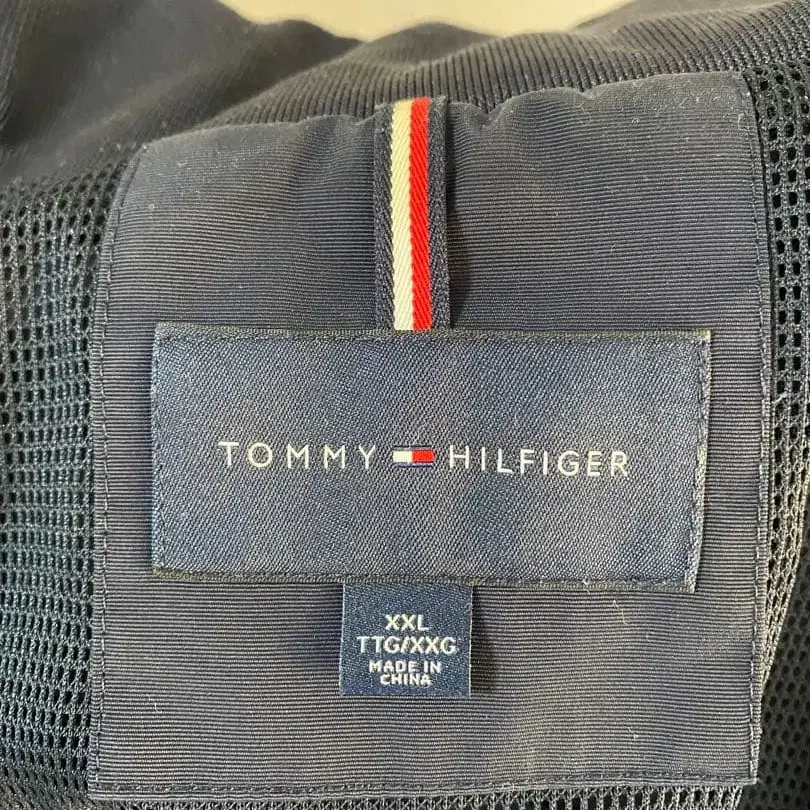 TOMMY HILFIGER
XXL
TTG/XXG
MADE IN
CHINA